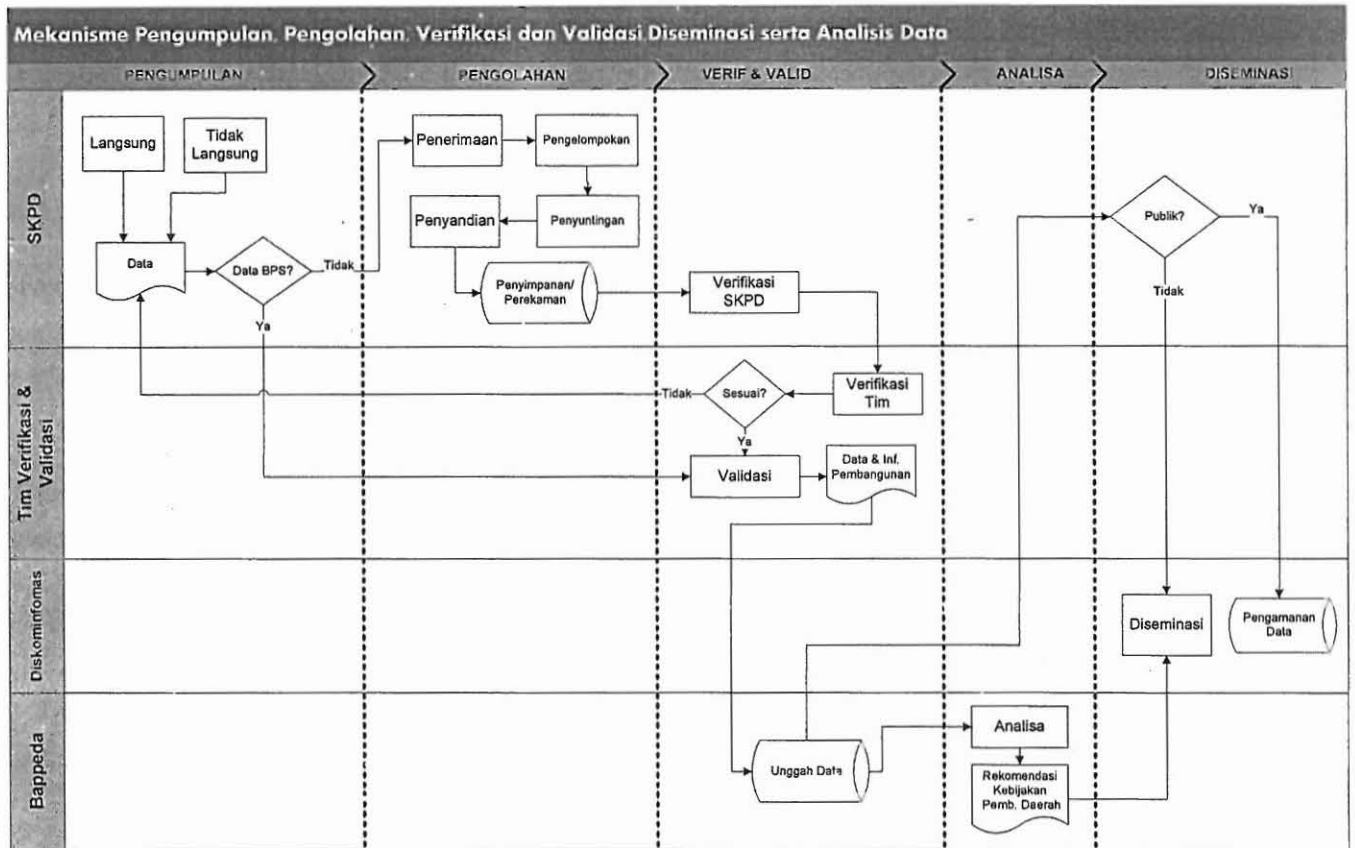 Mekanisme Pengumpulan, Pengolahan, Verifikasi dan Validasi Diseminasi serta Analisis Data
PENGUMPULAN
PENGOLAHAN
VERIF & VALID
ANALISA
DISEMINASI
SKPD
Langsung
Tidak
Langsung
Data
Data BPS?
Tidak
Ya
Penerimaan
Pengelompokan
Penyandian
Penyuntingan
Penyimpanan/
Perekaman
Verifikasi
SKPD
Publik?
Ya
Tidak
Tim Verifikasi &
Validasi
Tidak
Sesuai?
Verifikasi
Tim
Ya
Validasi
Data & Inf.
Pembangunan
Diskominfomas
Diseminasi
Pengamanan
Data
Bappeda
Unggah Data
Analisa
Rekomendasi
Kebijakan
Pemb. Daerah